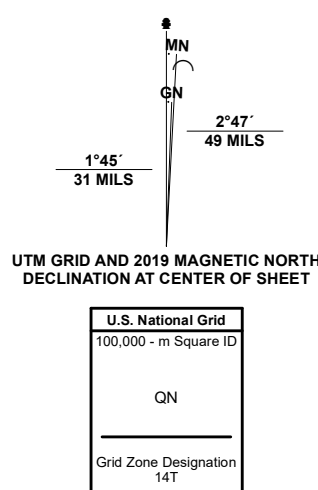 MN
GN
2°47´
49 MILS
1°45´
31 MILS
UTM GRID AND 2019 MAGNETIC NORTH
DECLINATION AT CENTER OF SHEET
U.S. National Grid
100,000 - m Square ID
QN
Grid Zone Designation
14T